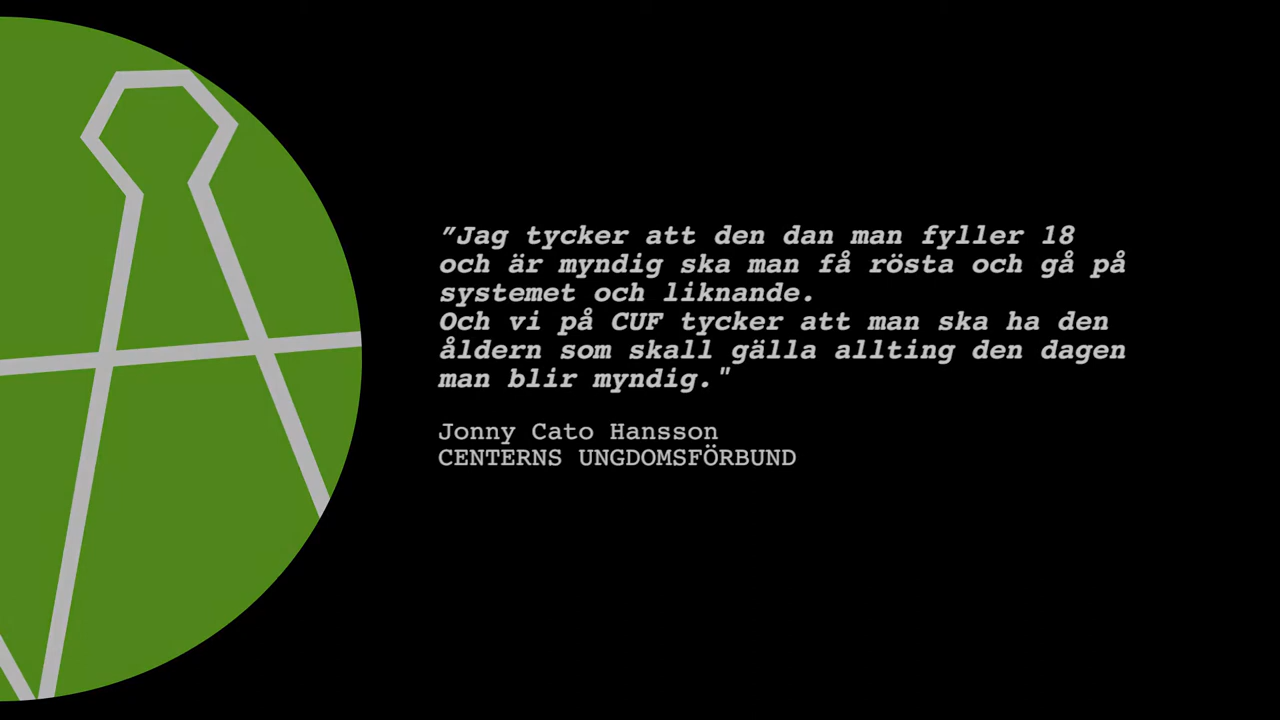 ”Jag tycker att den dan man fyller 18
och är myndig ska man få rösta och gå på
systemet och liknande.
Och vi på CUF tycker att man ska ha den
åldern som skall gälla allting den dagen
man blir myndig."
Jonny Cato Hansson
CENTERNS UNGDOMSFÖRBUND